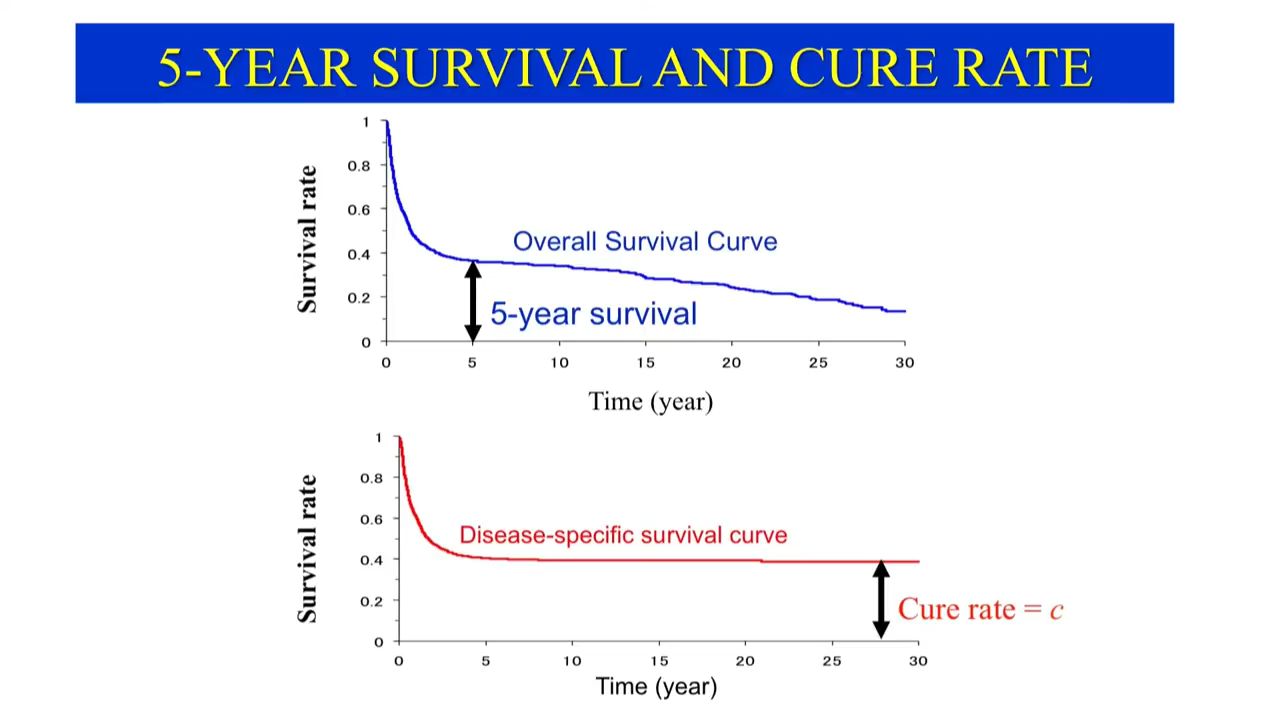 5-YEAR SURVIVAL AND CURE RATE
Survival rate
1
0.8
0.6
0.4
0.2
0
Overall Survival Curve
5-year survival
0 5 10 15 20 25 30
Time (year)
Survival rate
1
0.8
0.6
0.4
0.2
0
Disease-specific survival curve
Cure rate = c
0 5 10 15 20 25 30
Time (year)